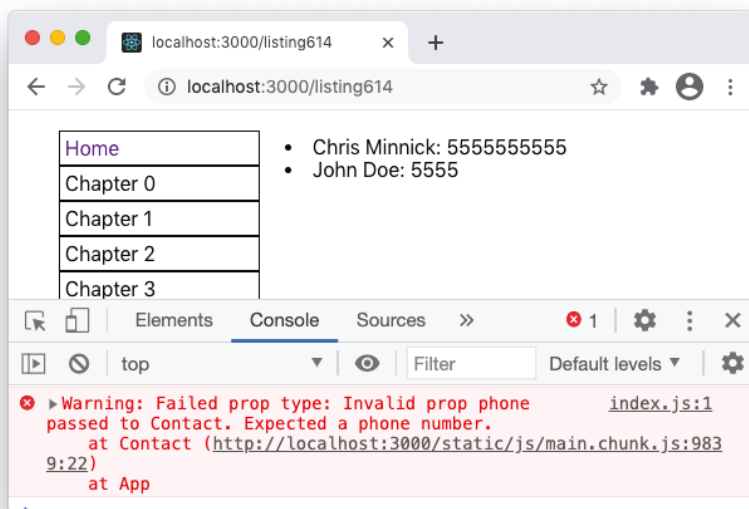 localhost:3000/listing614
localhost:3000/listing614
Home
Chapter 0
Chapter 1
Chapter 2
Chapter 3
• Chris Minnick: 5555555555
• John Doe: 5555
Elements Console Sources » 1
top Filter Default levels ▼
▶Warning: Failed prop type: Invalid prop phone index.js:1
passed to Contact. Expected a phone number.
at Contact (http://localhost:3000/static/js/main.chunk.js:983
9:22)
at App